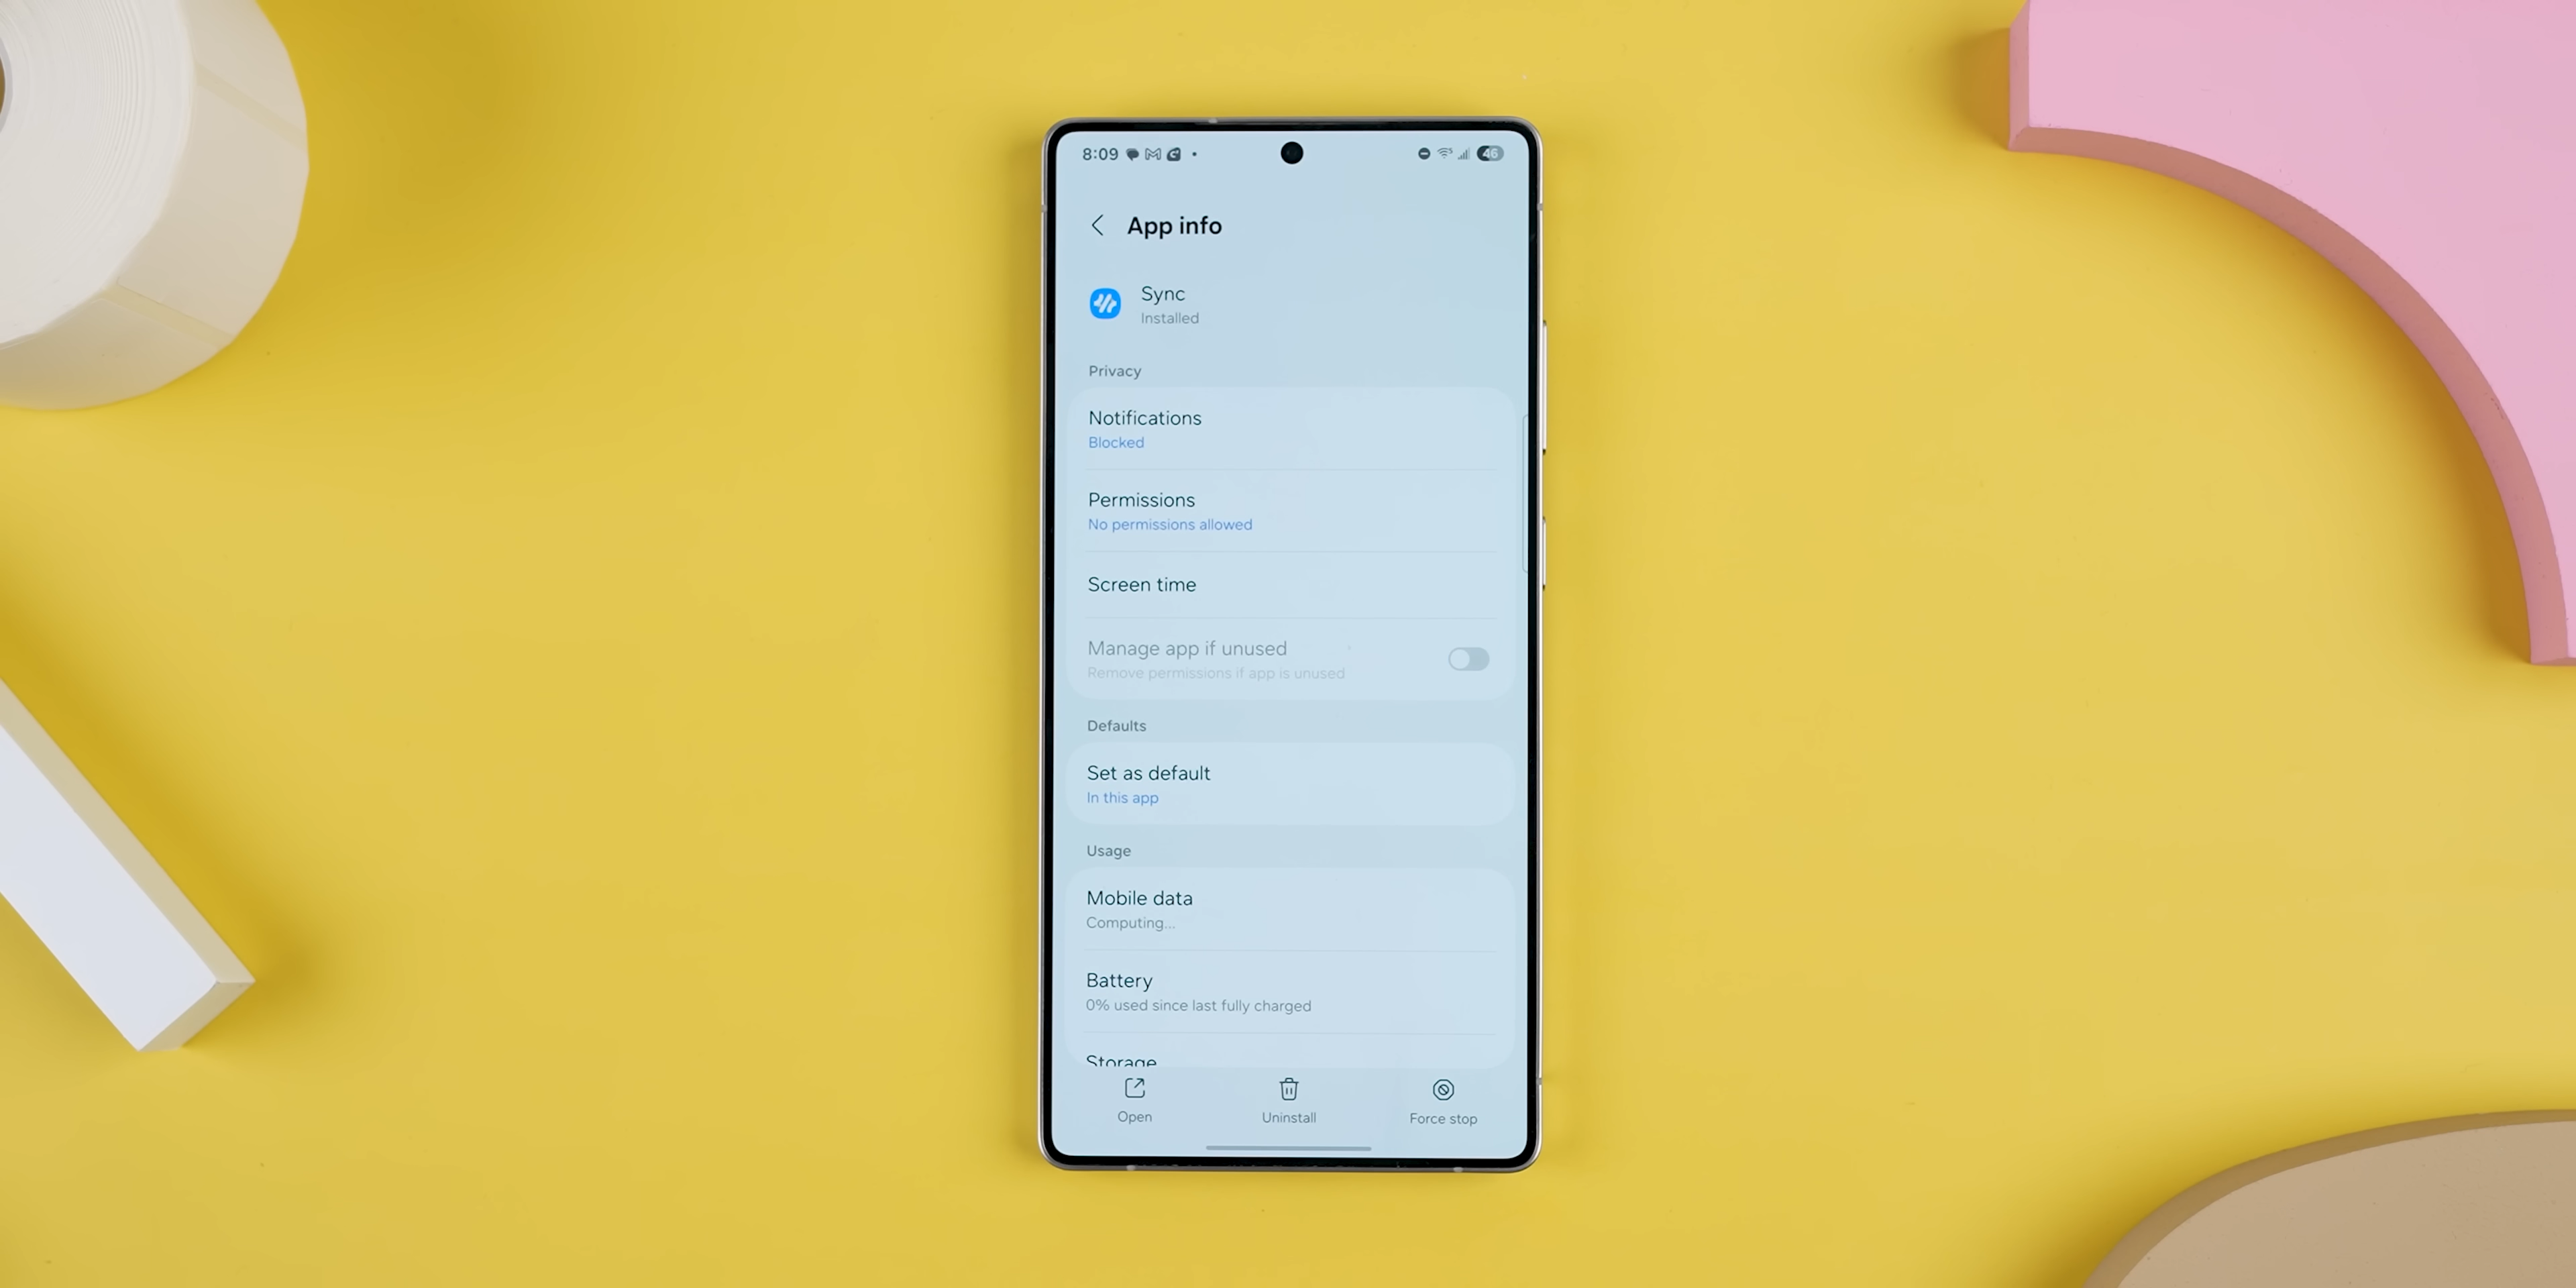 8:09
46
App info
Sync
Installed
Privacy
Notifications
Blocked
Permissions
No permissions allowed
Screen time
Manage app if unused
Remove permissions if app is unused
Defaults
Set as default
In this app
Usage
Mobile data
Computing...
Battery
0% used since last fully charged
Storage
Open
Uninstall
Force stop